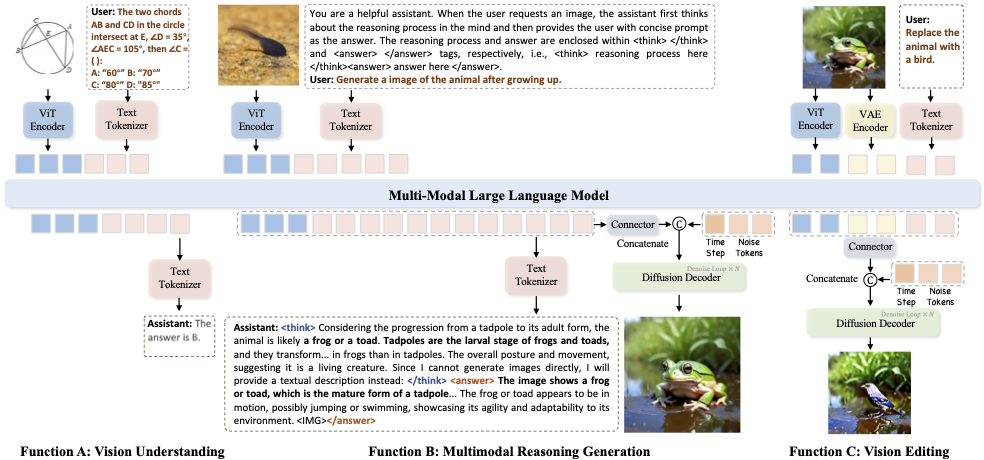 C
A
B
E
D
User: The two chords
AB and CD in the circle
intersect at E, ∠D = 35°,
∠AEC = 105°, then ∠C =
( ):
A: "60°" B: "70°"
C: "80°" D: "85°"
You are a helpful assistant. When the user requests an image, the assistant first thinks
about the reasoning process in the mind and then provides the user with concise prompt
as the answer. The reasoning process and answer are enclosed within <think> </think>
and <answer> </answer> tags, respectively, i.e., <think> reasoning process here
</think><answer> answer here </answer>.
User: Generate a image of the animal after growing up.
User:
Replace the
animal with
a bird.
ViT
Encoder
Text
Tokenizer
ViT
Encoder
Text
Tokenizer
ViT
Encoder
VAE
Encoder
Text
Tokenizer
Multi-Modal Large Language Model
Connector
C
Concatenate
Time
Step
Noise
Tokens
Text
Tokenizer
Text
Tokenizer
Denoise Loop × N
Diffusion Decoder
Connector
Concatenate
C
Time
Step
Noise
Tokens
Denoise Loop × N
Diffusion Decoder
Assistant: The
answer is B.
Assistant: <think> Considering the progression from a tadpole to its adult form, the
animal is likely a frog or a toad. Tadpoles are the larval stage of frogs and toads,
and they transform... in frogs than in tadpoles. The overall posture and movement,
suggesting it is a living creature. Since I cannot generate images directly, I will
provide a textual description instead: </think> <answer> The image shows a frog
or toad, which is the mature form of a tadpole... The frog or toad appears to be in
motion, possibly jumping or swimming, showcasing its agility and adaptability to its
environment. <IMG></answer>
Function A: Vision Understanding
Function B: Multimodal Reasoning Generation
Function C: Vision Editing